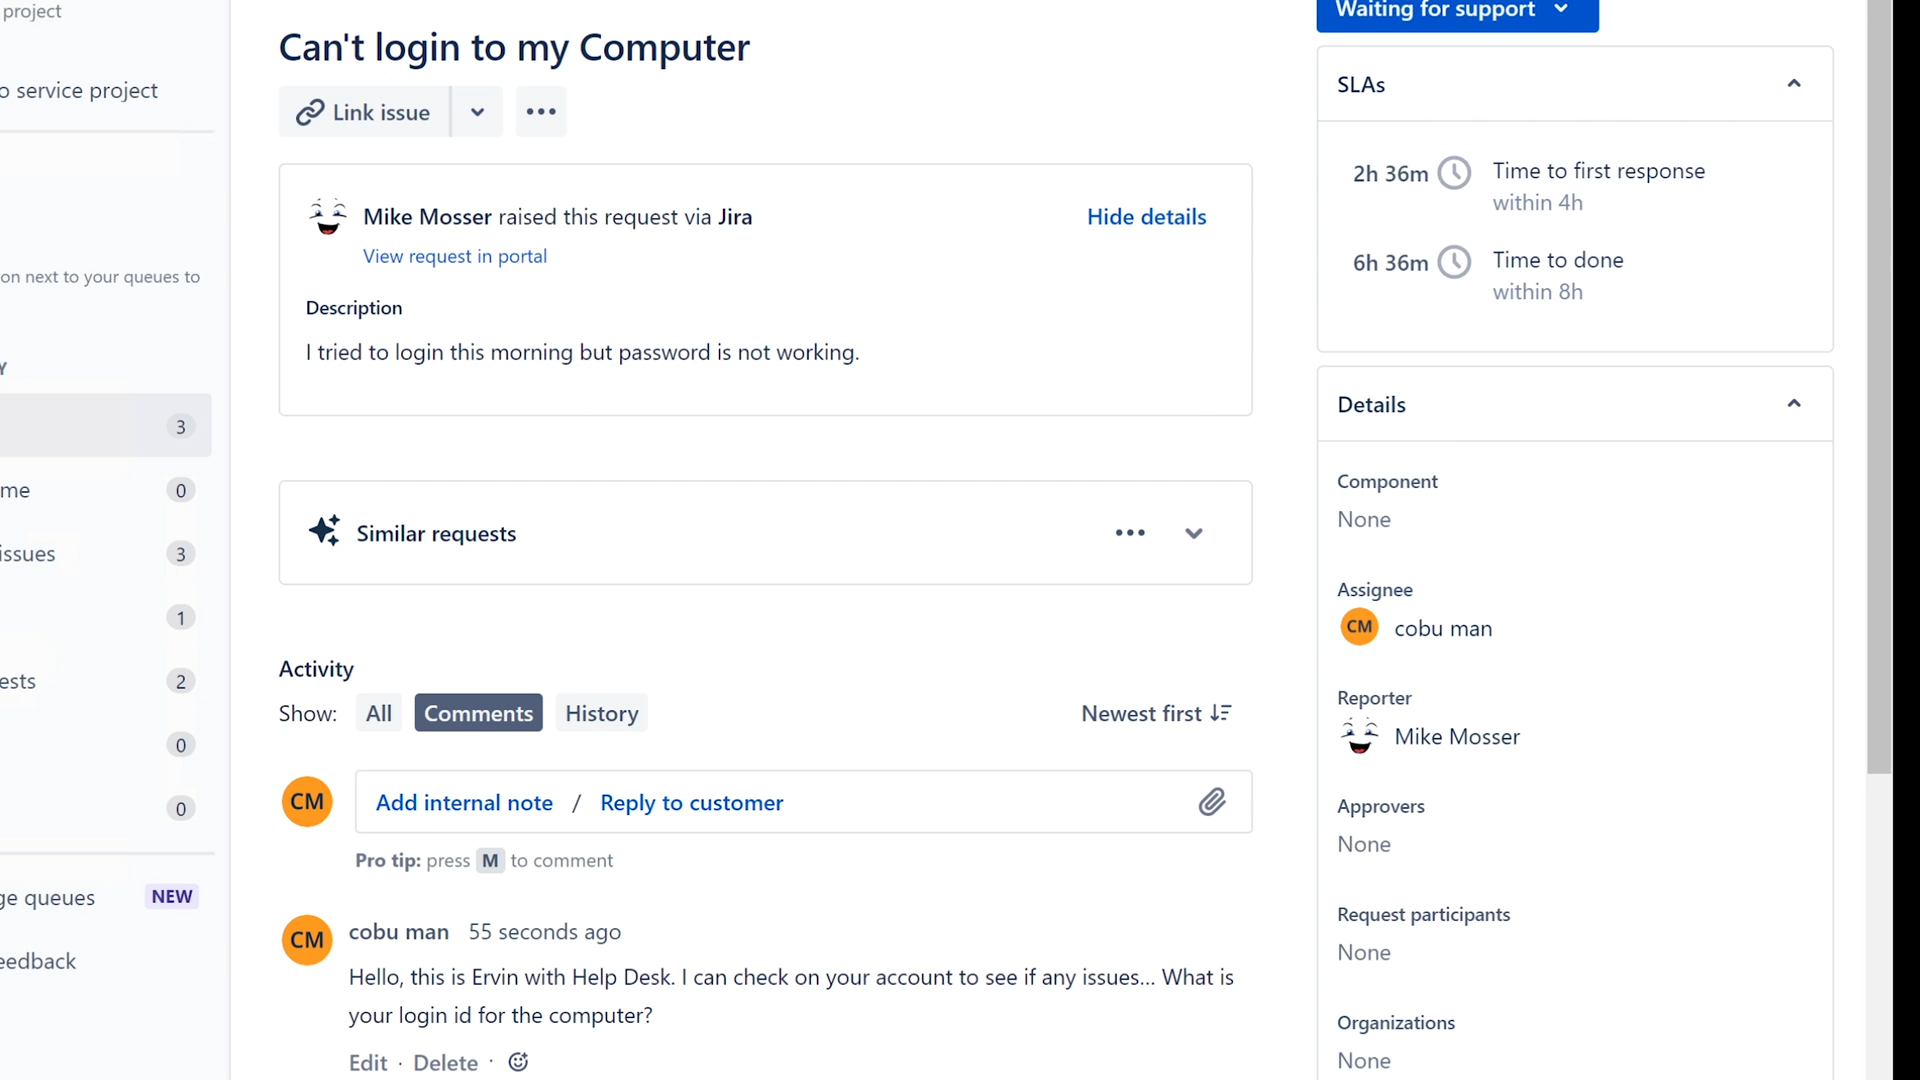 project
o service project
on next to your queues to
Y
3
me 0
issues 3
1
ests 2
0
0
ge queues NEW
eedback
Can't login to my Computer
Link issue
Mike Mosser raised this request via Jira
Hide details
View request in portal
Description
I tried to login this morning but password is not working.
Similar requests
Activity
Show: All Comments History
Newest first
CM
Add internal note / Reply to customer
Pro tip: press M to comment
CM
cobu man 55 seconds ago
Hello, this is Ervin with Help Desk. I can check on your account to see if any issues... What is
your login id for the computer?
Edit · Delete ·
Waiting for support
SLAs
2h 36m Time to first response
within 4h
6h 36m Time to done
within 8h
Details
Component
None
Assignee
CM cobu man
Reporter
Mike Mosser
Approvers
None
Request participants
None
Organizations
None